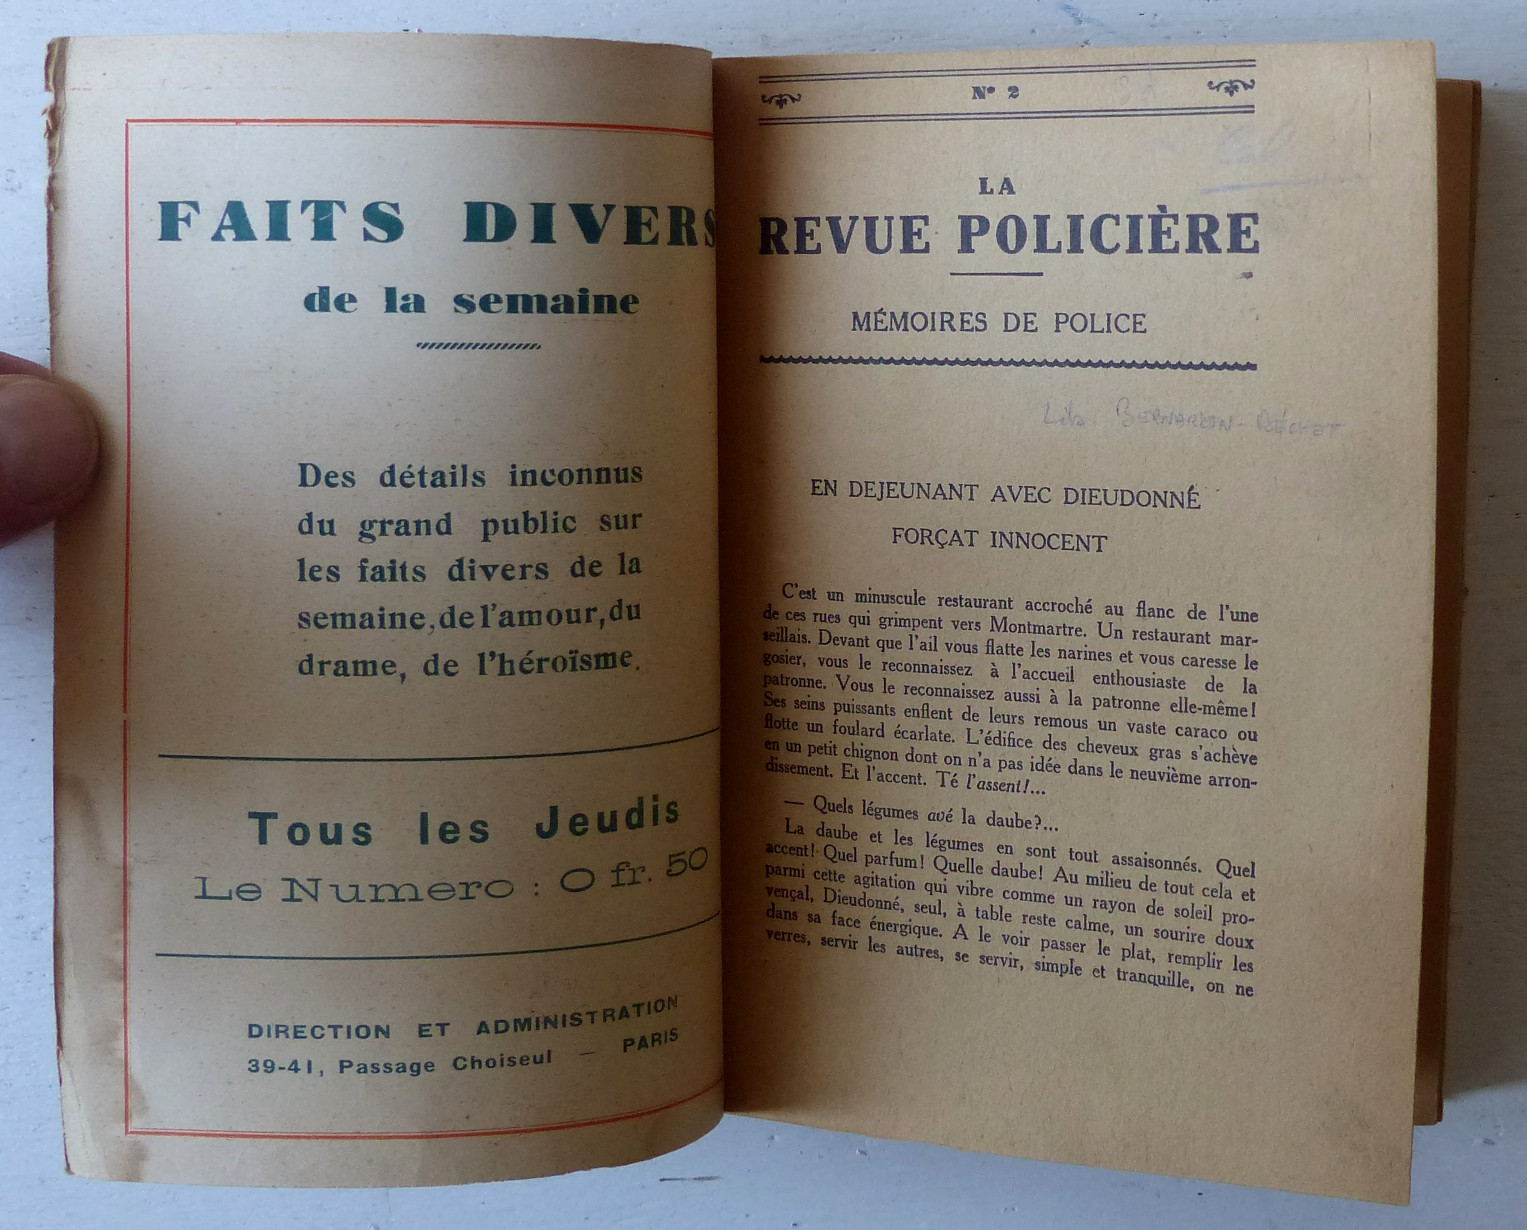 FAITS DIVERS
de la semaine
Des détails inconnus
du grand public sur
les faits divers de la
semaine, de l'amour, du
drame, de l'héroïsme.
Tous les Jeudis
Le Numero : 0 fr. 50
DIRECTION ET ADMINISTRATION
39-41, Passage Choiseul — PARIS
N° 2
LA
REVUE POLICIÈRE
MÉMOIRES DE POLICE
EN DEJEUNANT AVEC DIEUDONNÉ
FORÇAT INNOCENT
C'est un minuscule restaurant accroché au flanc de l'une
de ces rues qui grimpent vers Montmartre. Un restaurant mar-
seillais. Devant que l'ail vous flatte les narines et vous caresse le
gosier, vous le reconnaissez à l'accueil enthousiaste de la
patronne. Vous le reconnaissez aussi à la patronne elle-même!
Ses seins puissants enflent de leurs remous un vaste caraco ou
flotte un foulard écarlate. L'édifice des cheveux gras s'achève
en un petit chignon dont on n'a pas idée dans le neuvième arron-
dissement. Et l'accent. Té l'assent!...
— Quels légumes avé la daube?...
La daube et les légumes en sont tout assaisonnés. Quel
accent! Quel parfum! Quelle daube! Au milieu de tout cela et
parmi cette agitation qui vibre comme un rayon de soleil pro-
vençal, Dieudonné, seul, à table reste calme, un sourire doux
dans sa face énergique. A le voir passer le plat, remplir les
verres, servir les autres, se servir, simple et tranquille, on ne